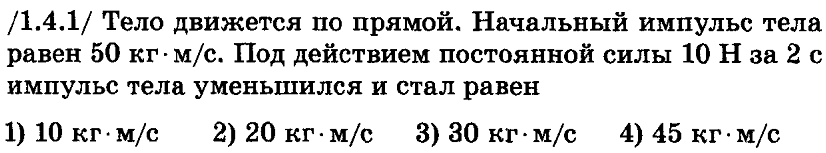 /1.4.1/ Тело движется по прямой. Начальный импульс тела
равен 50 кг·м/с. Под действием постоянной силы 10 Н за 2 с
импульс тела уменьшился и стал равен
1) 10 кг·м/с 2) 20 кг·м/с 3) 30 кг·м/с 4) 45 кг·м/с